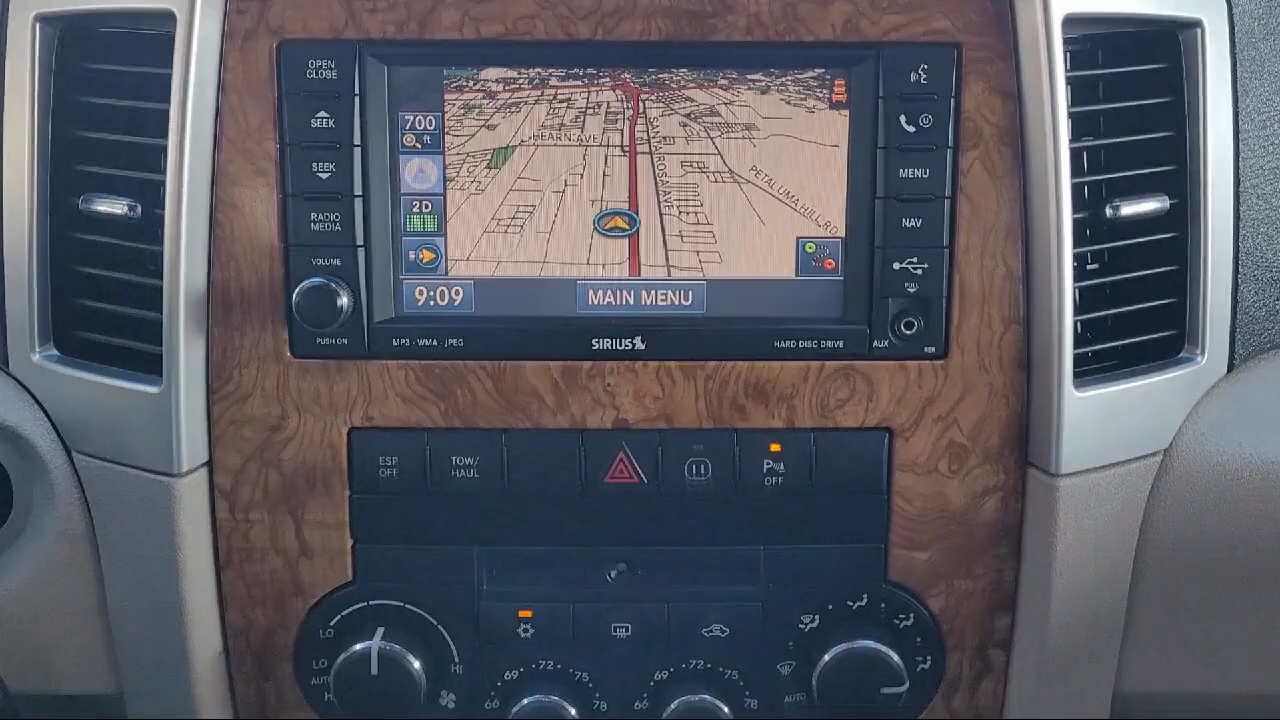 OPEN
CLOSE
SEEK
SEEK
RADIO
MEDIA
VOLUME
PUSH ON
700
ft
2D
9:09
HEARN AVE
SANTA ROSA AVE
PETALUMA HILL RD
MAIN MENU
MP3 · WMA · JPEG
SIRIUS
HARD DISC DRIVE
MENU
NAV
PULL
AUX
ESP
OFF
TOW/
HAUL
P
OFF
LO
HI
LO
AUTO
69 · 72 · 75
66 78
69 · 72 · 75
66 78
AUTO